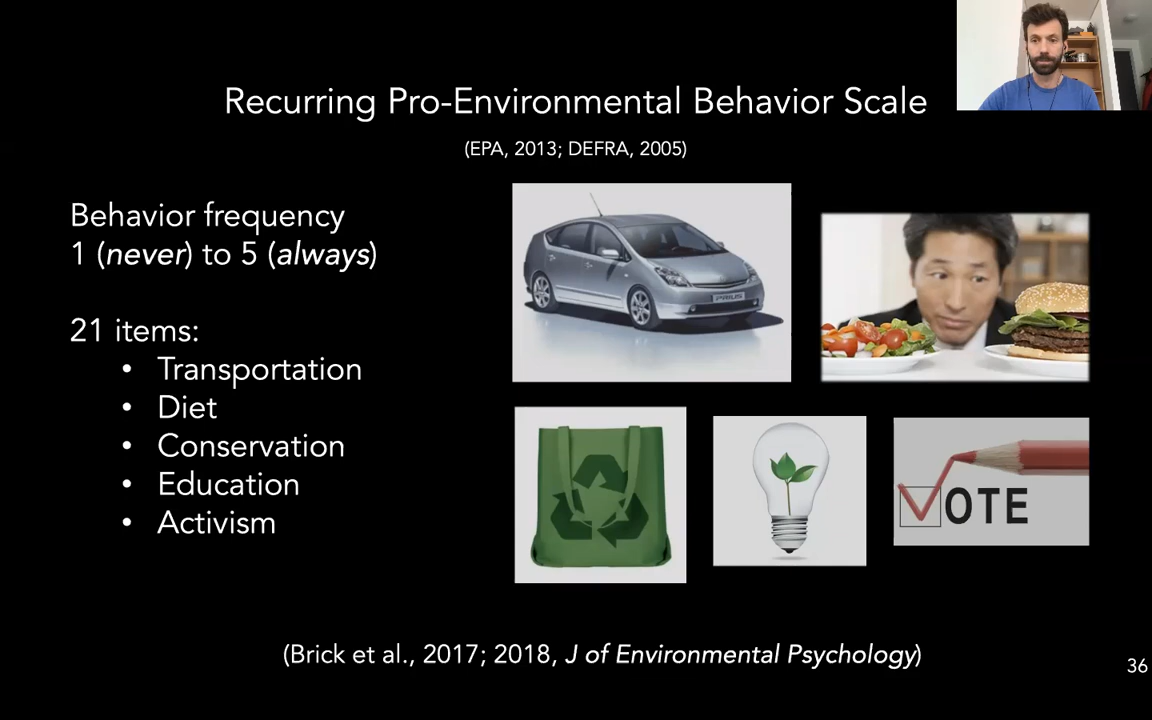 Recurring Pro-Environmental Behavior Scale
(EPA, 2013; DEFRA, 2005)
Behavior frequency
1 (never) to 5 (always)
21 items:
• Transportation
• Diet
• Conservation
• Education
• Activism
PRIUS
VOTE
(Brick et al., 2017; 2018, J of Environmental Psychology)
36